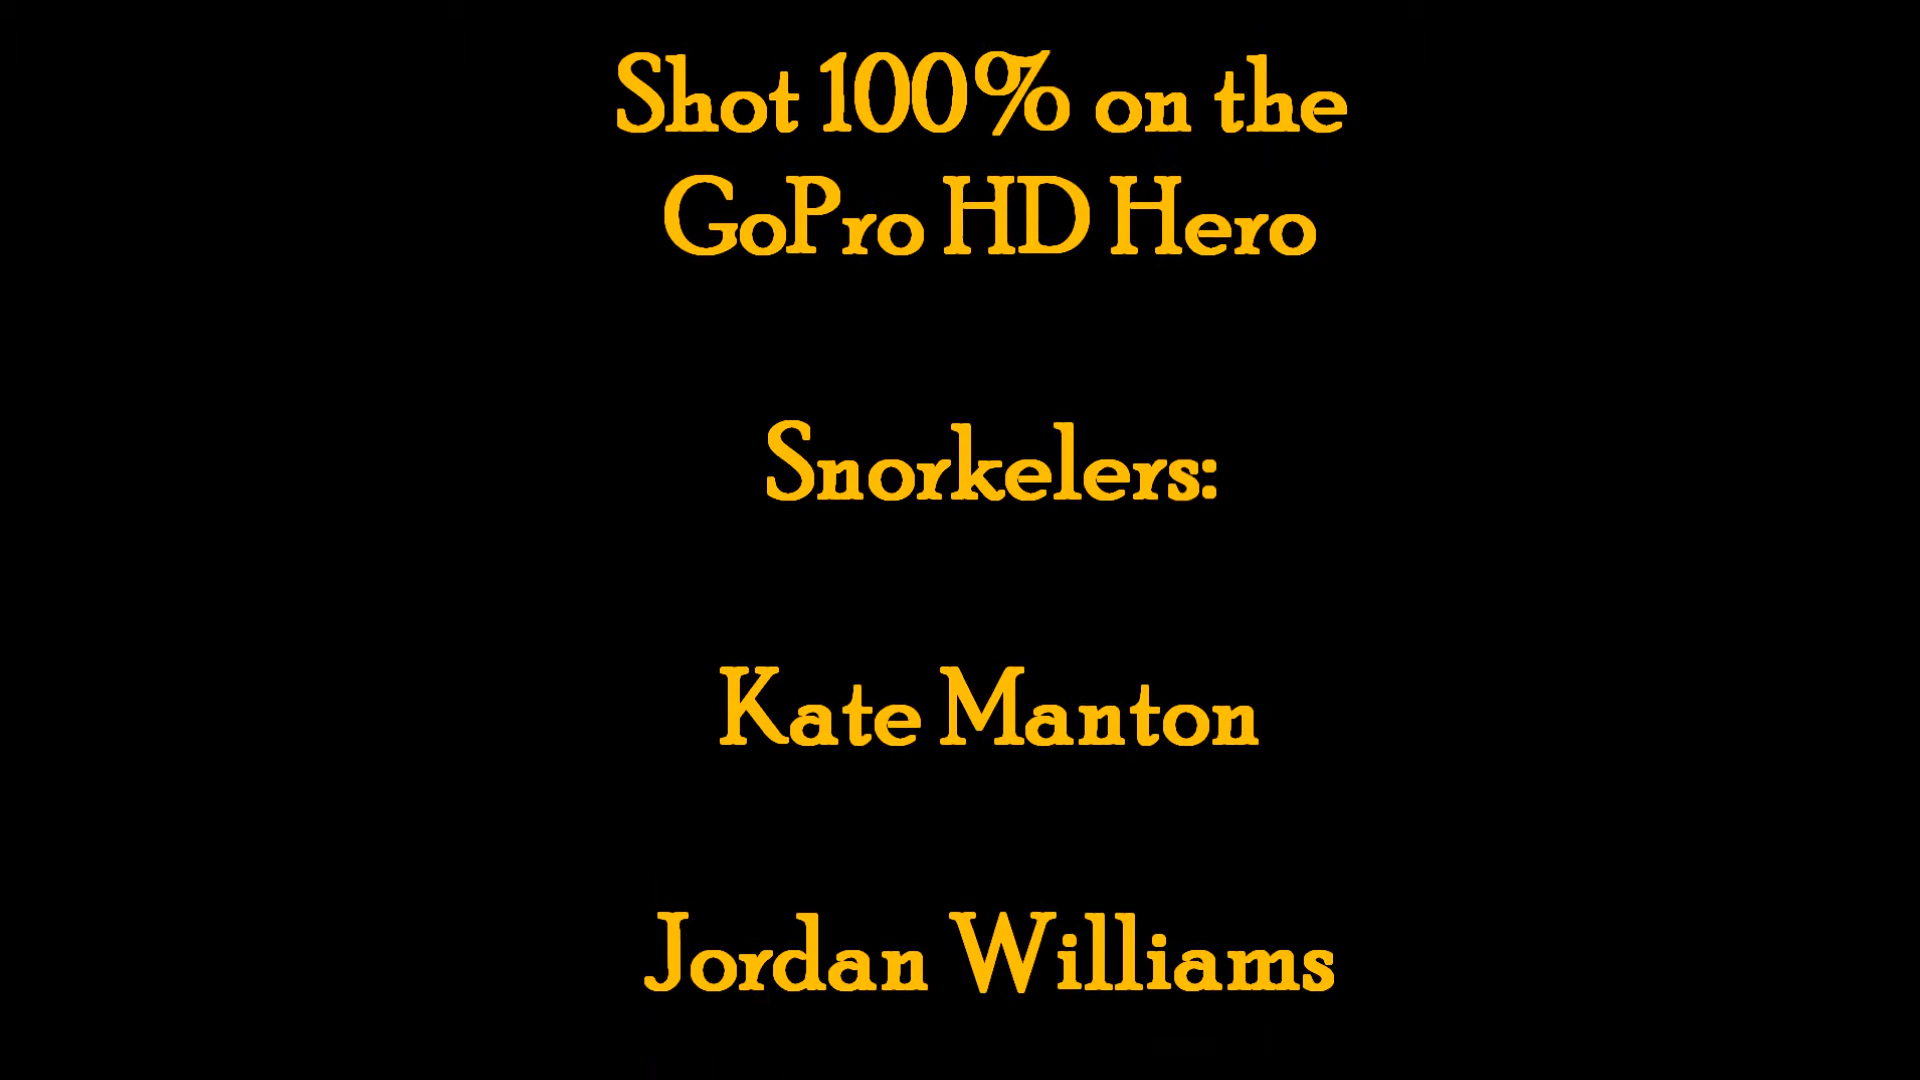 Shot 100% on the
GoPro HD Hero
Snorkelers:
Kate Manton
Jordan Williams